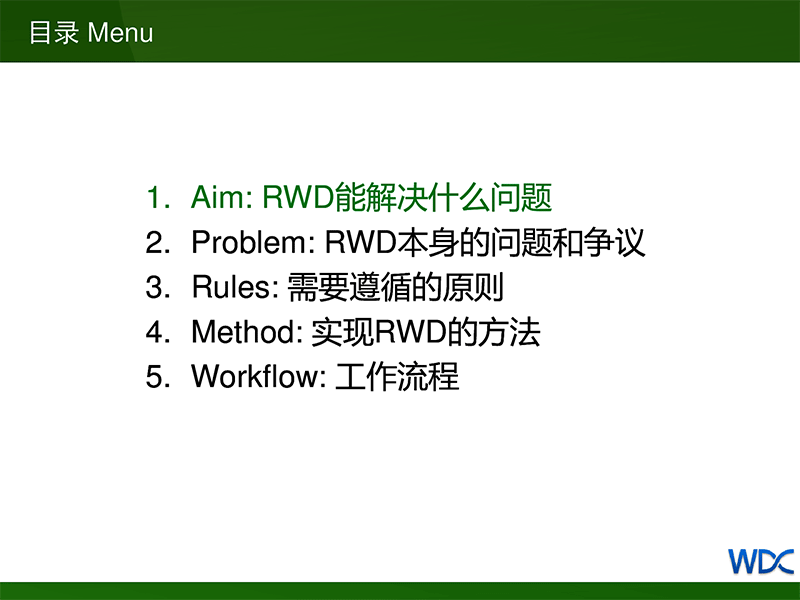 目录 Menu
1. Aim: RWD能解决什么问题
2. Problem: RWD本身的问题和争议
3. Rules: 需要遵循的原则
4. Method: 实现RWD的方法
5. Workflow: 工作流程
WDC